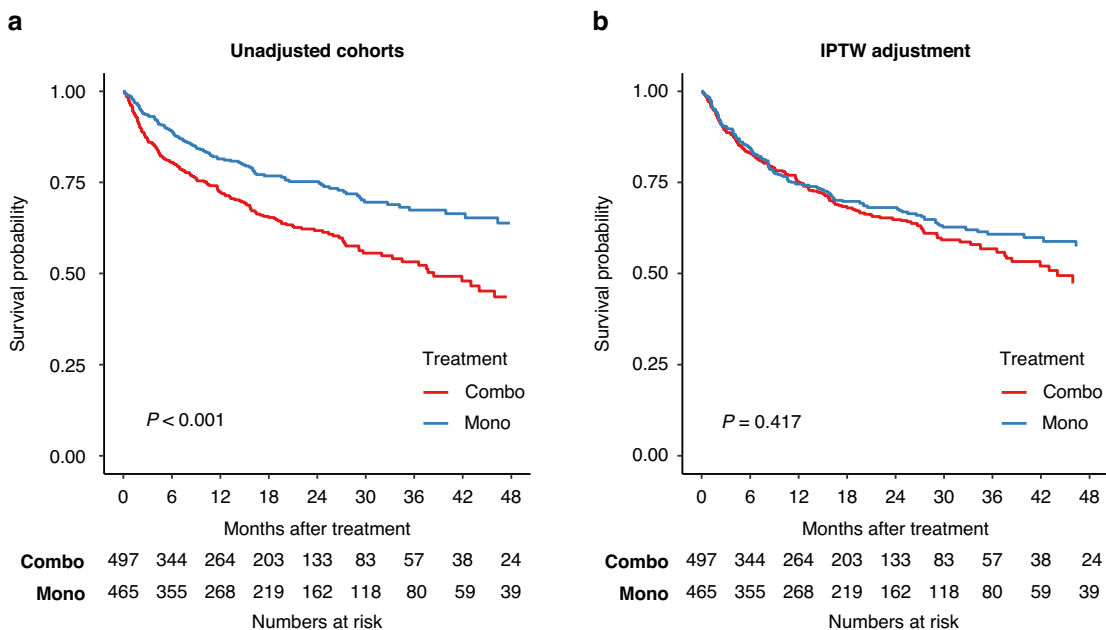 a
Unadjusted cohorts
1.00
0.75
0.50
0.25
0.00
Survival probability
Treatment
Combo
Mono
P < 0.001
0 6 12 18 24 30 36 42 48
Months after treatment
Combo 497 344 264 203 133 83 57 38 24
Mono 465 355 268 219 162 118 80 59 39
Numbers at risk
b
IPTW adjustment
1.00
0.75
0.50
0.25
0.00
Survival probability
Treatment
Combo
Mono
P = 0.417
0 6 12 18 24 30 36 42 48
Months after treatment
497 344 264 203 133 83 57 38 24
465 355 268 219 162 118 80 59 39
Numbers at risk